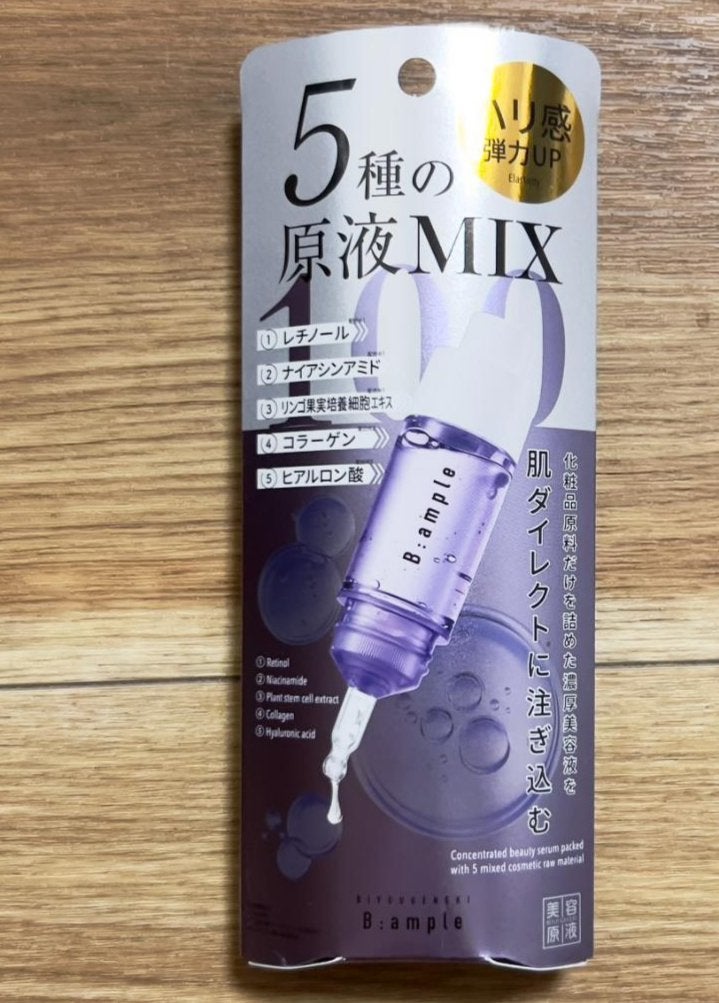 ハリ感
弾力UP
Elasticity
5種の
原液MIX
100
① レチノール
② ナイアシンアミド
③ リンゴ果実培養細胞エキス
④ コラーゲン
⑤ ヒアルロン酸
B:ample
化粧品原料だけを詰めた濃厚美容液を
肌ダイレクトに注ぎ込む
① Retinol
② Niacinamide
③ Plant stem cell extract
④ Collagen
⑤ Hyaluronic acid
Concentrated beauty serum packed
with 5 mixed cosmetic raw material
BIYOUGENEKI
B:ample
美容
原液